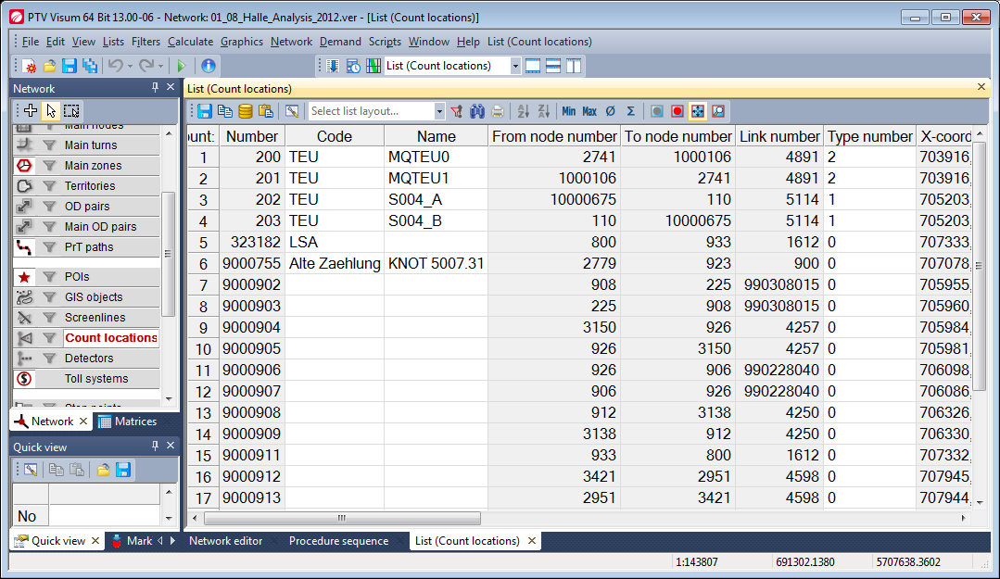 PTV Visum 64 Bit 13.00-06 - Network: 01_08_Halle_Analysis_2012.ver - [List (Count locations)]
File Edit View Lists Filters Calculate Graphics Network Demand Scripts Window Help List (Count locations)
List (Count locations)
Network
Main nodes
Main turns
Main zones
Territories
OD pairs
Main OD pairs
PrT paths
POIs
GIS objects
Screenlines
Count locations
Detectors
Toll systems
Stop points
Network Matrices
Quick view
No
Quick view Mark
List (Count locations)
Select list layout... Min Max Ø Σ
ount: Number Code Name From node number To node number Link number Type number X-coord
1 200 TEU MQTEU0 2741 1000106 4891 2 703916,
2 201 TEU MQTEU1 1000106 2741 4891 2 703916,
3 202 TEU S004_A 10000675 110 5114 1 705203,
4 203 TEU S004_B 110 10000675 5114 1 705203,
5 323182 LSA 800 933 1612 0 707333,
6 9000755 Alte Zaehlung KNOT 5007.31 2779 923 900 0 707078,
7 9000902 908 225 990308015 0 705955,
8 9000903 225 908 990308015 0 705960,
9 9000904 3150 926 4257 0 705984,
10 9000905 926 3150 4257 0 705981,
11 9000906 926 906 990228040 0 706098,
12 9000907 906 926 990228040 0 706086,
13 9000908 912 3138 4250 0 706326,
14 9000909 3138 912 4250 0 706330,
15 9000911 933 800 1612 0 707332,
16 9000912 3421 2951 4598 0 707945,
17 9000913 2951 3421 4598 0 707944,
Network editor Procedure sequence List (Count locations)
1:143807 691302.1380 5707638.3602